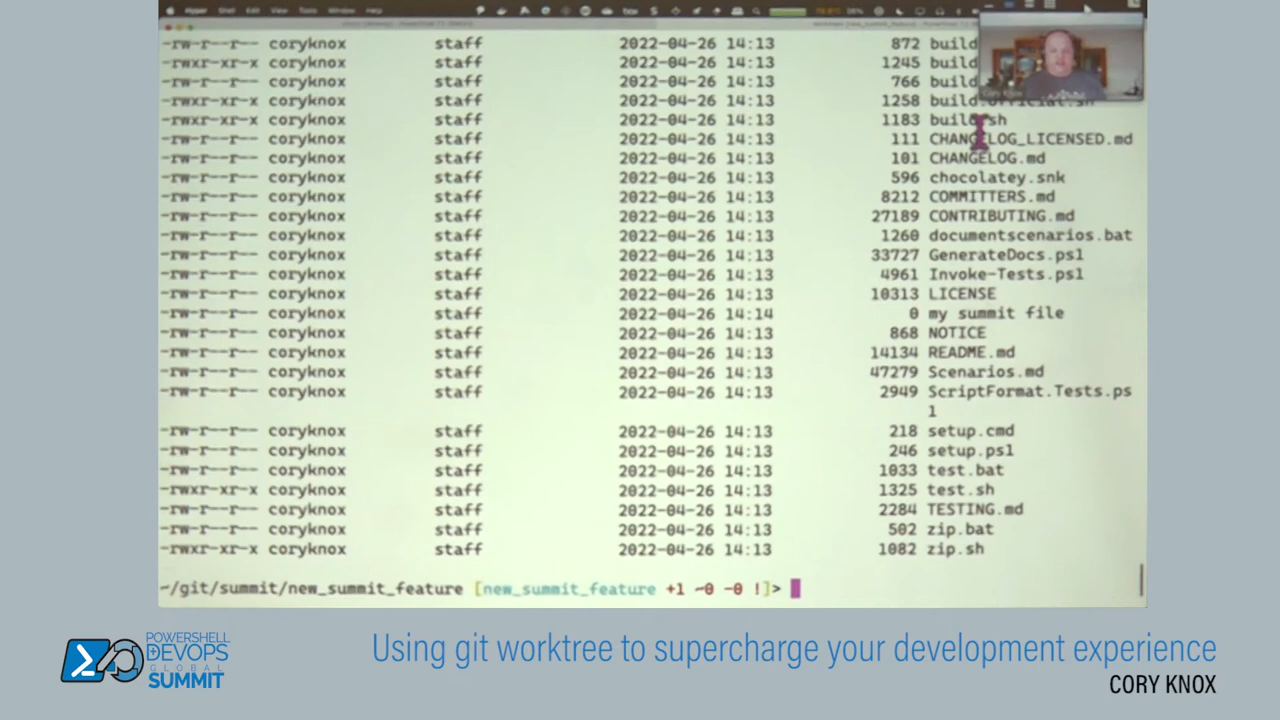 Hyper Shell Edit View Tools Window Help
-rw-r--r-- coryknox staff 2022-04-26 14:13 872 build
-rwxr-xr-x coryknox staff 2022-04-26 14:13 1245 build
-rw-r--r-- coryknox staff 2022-04-26 14:13 766 build
-rwxr-xr-x coryknox staff 2022-04-26 14:13 1258 build.official.sh
-rwxr-xr-x coryknox staff 2022-04-26 14:13 1183 build.sh
-rw-r--r-- coryknox staff 2022-04-26 14:13 111 CHANGELOG_LICENSED.md
-rw-r--r-- coryknox staff 2022-04-26 14:13 101 CHANGELOG.md
-rw-r--r-- coryknox staff 2022-04-26 14:13 596 chocolatey.snk
-rw-r--r-- coryknox staff 2022-04-26 14:13 8212 COMMITTERS.md
-rw-r--r-- coryknox staff 2022-04-26 14:13 27189 CONTRIBUTING.md
-rw-r--r-- coryknox staff 2022-04-26 14:13 1260 documentscenarios.bat
-rw-r--r-- coryknox staff 2022-04-26 14:13 33727 GenerateDocs.ps1
-rw-r--r-- coryknox staff 2022-04-26 14:13 4961 Invoke-Tests.ps1
-rw-r--r-- coryknox staff 2022-04-26 14:13 10313 LICENSE
-rw-r--r-- coryknox staff 2022-04-26 14:14 0 my summit file
-rw-r--r-- coryknox staff 2022-04-26 14:13 868 NOTICE
-rw-r--r-- coryknox staff 2022-04-26 14:13 14134 README.md
-rw-r--r-- coryknox staff 2022-04-26 14:13 47279 Scenarios.md
-rw-r--r-- coryknox staff 2022-04-26 14:13 2949 ScriptFormat.Tests.ps
1
-rw-r--r-- coryknox staff 2022-04-26 14:13 218 setup.cmd
-rw-r--r-- coryknox staff 2022-04-26 14:13 246 setup.ps1
-rw-r--r-- coryknox staff 2022-04-26 14:13 1033 test.bat
-rwxr-xr-x coryknox staff 2022-04-26 14:13 1325 test.sh
-rw-r--r-- coryknox staff 2022-04-26 14:13 2284 TESTING.md
-rw-r--r-- coryknox staff 2022-04-26 14:13 502 zip.bat
-rwxr-xr-x coryknox staff 2022-04-26 14:13 1082 zip.sh
~/git/summit/new_summit_feature [new_summit_feature +1 ~0 -0 !]>
Cory Knox
POWERSHELL
DEVOPS
GLOBAL
SUMMIT
Using git worktree to supercharge your development experience
CORY KNOX